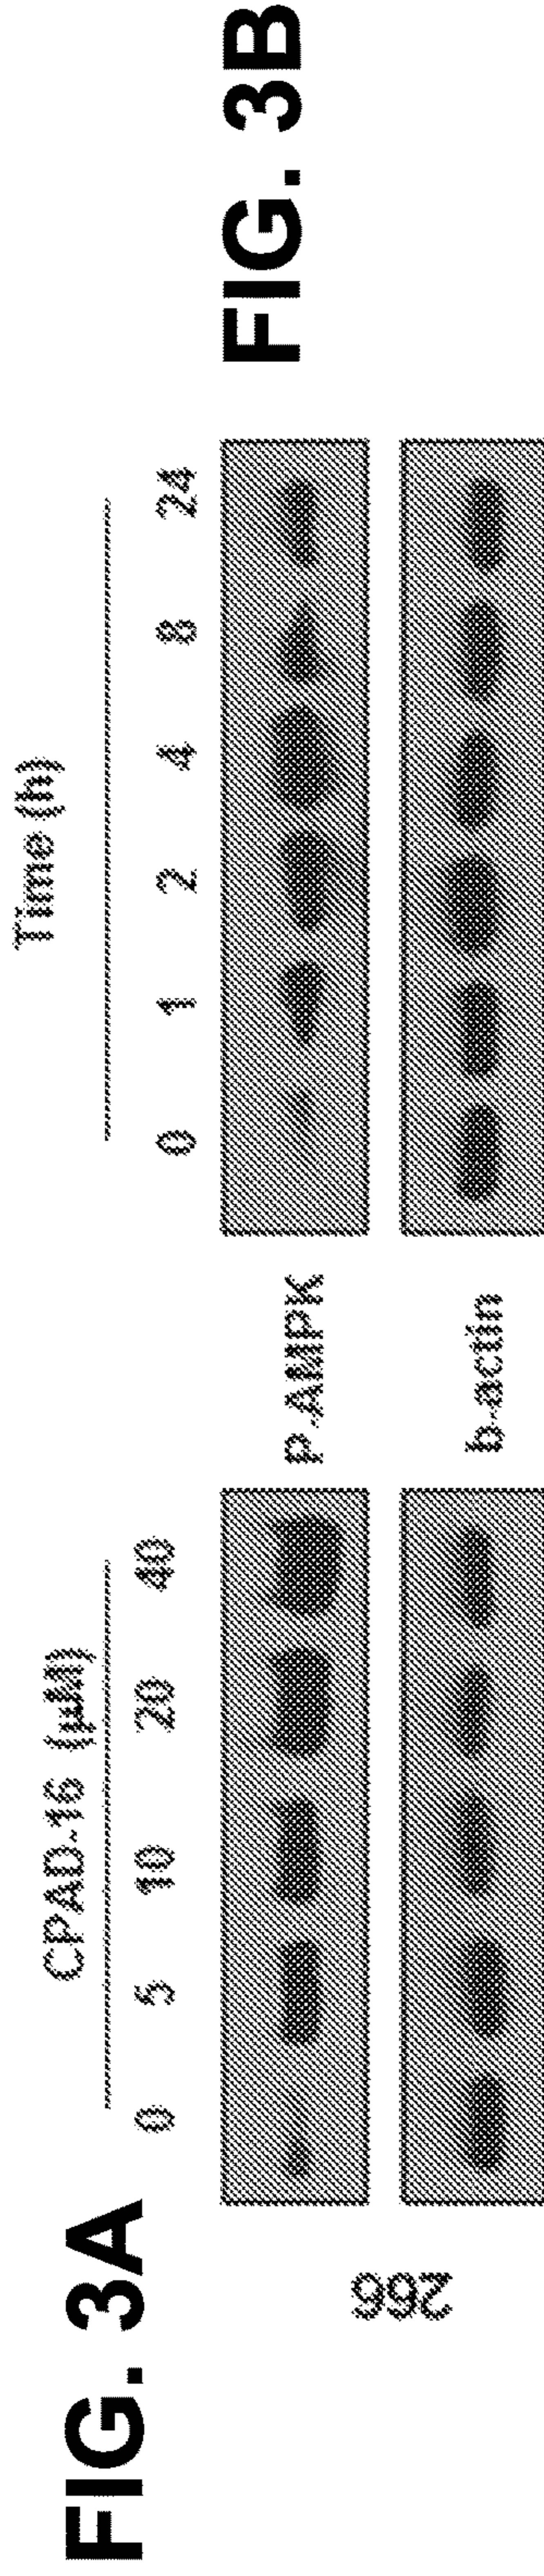 FIG. 3A
CPAD-16 (µM)
0 5 10 20 40
266
p-AMPK
b-actin
Time (h)
0 1 2 4 8 24
FIG. 3B